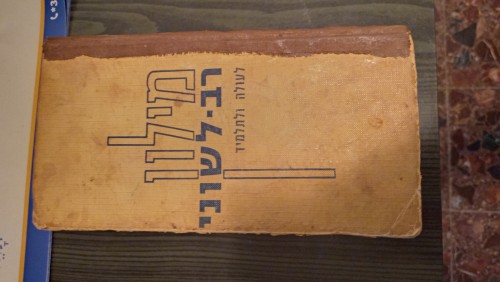 מילון
רב-לשוני
לעולה ולתלמיד